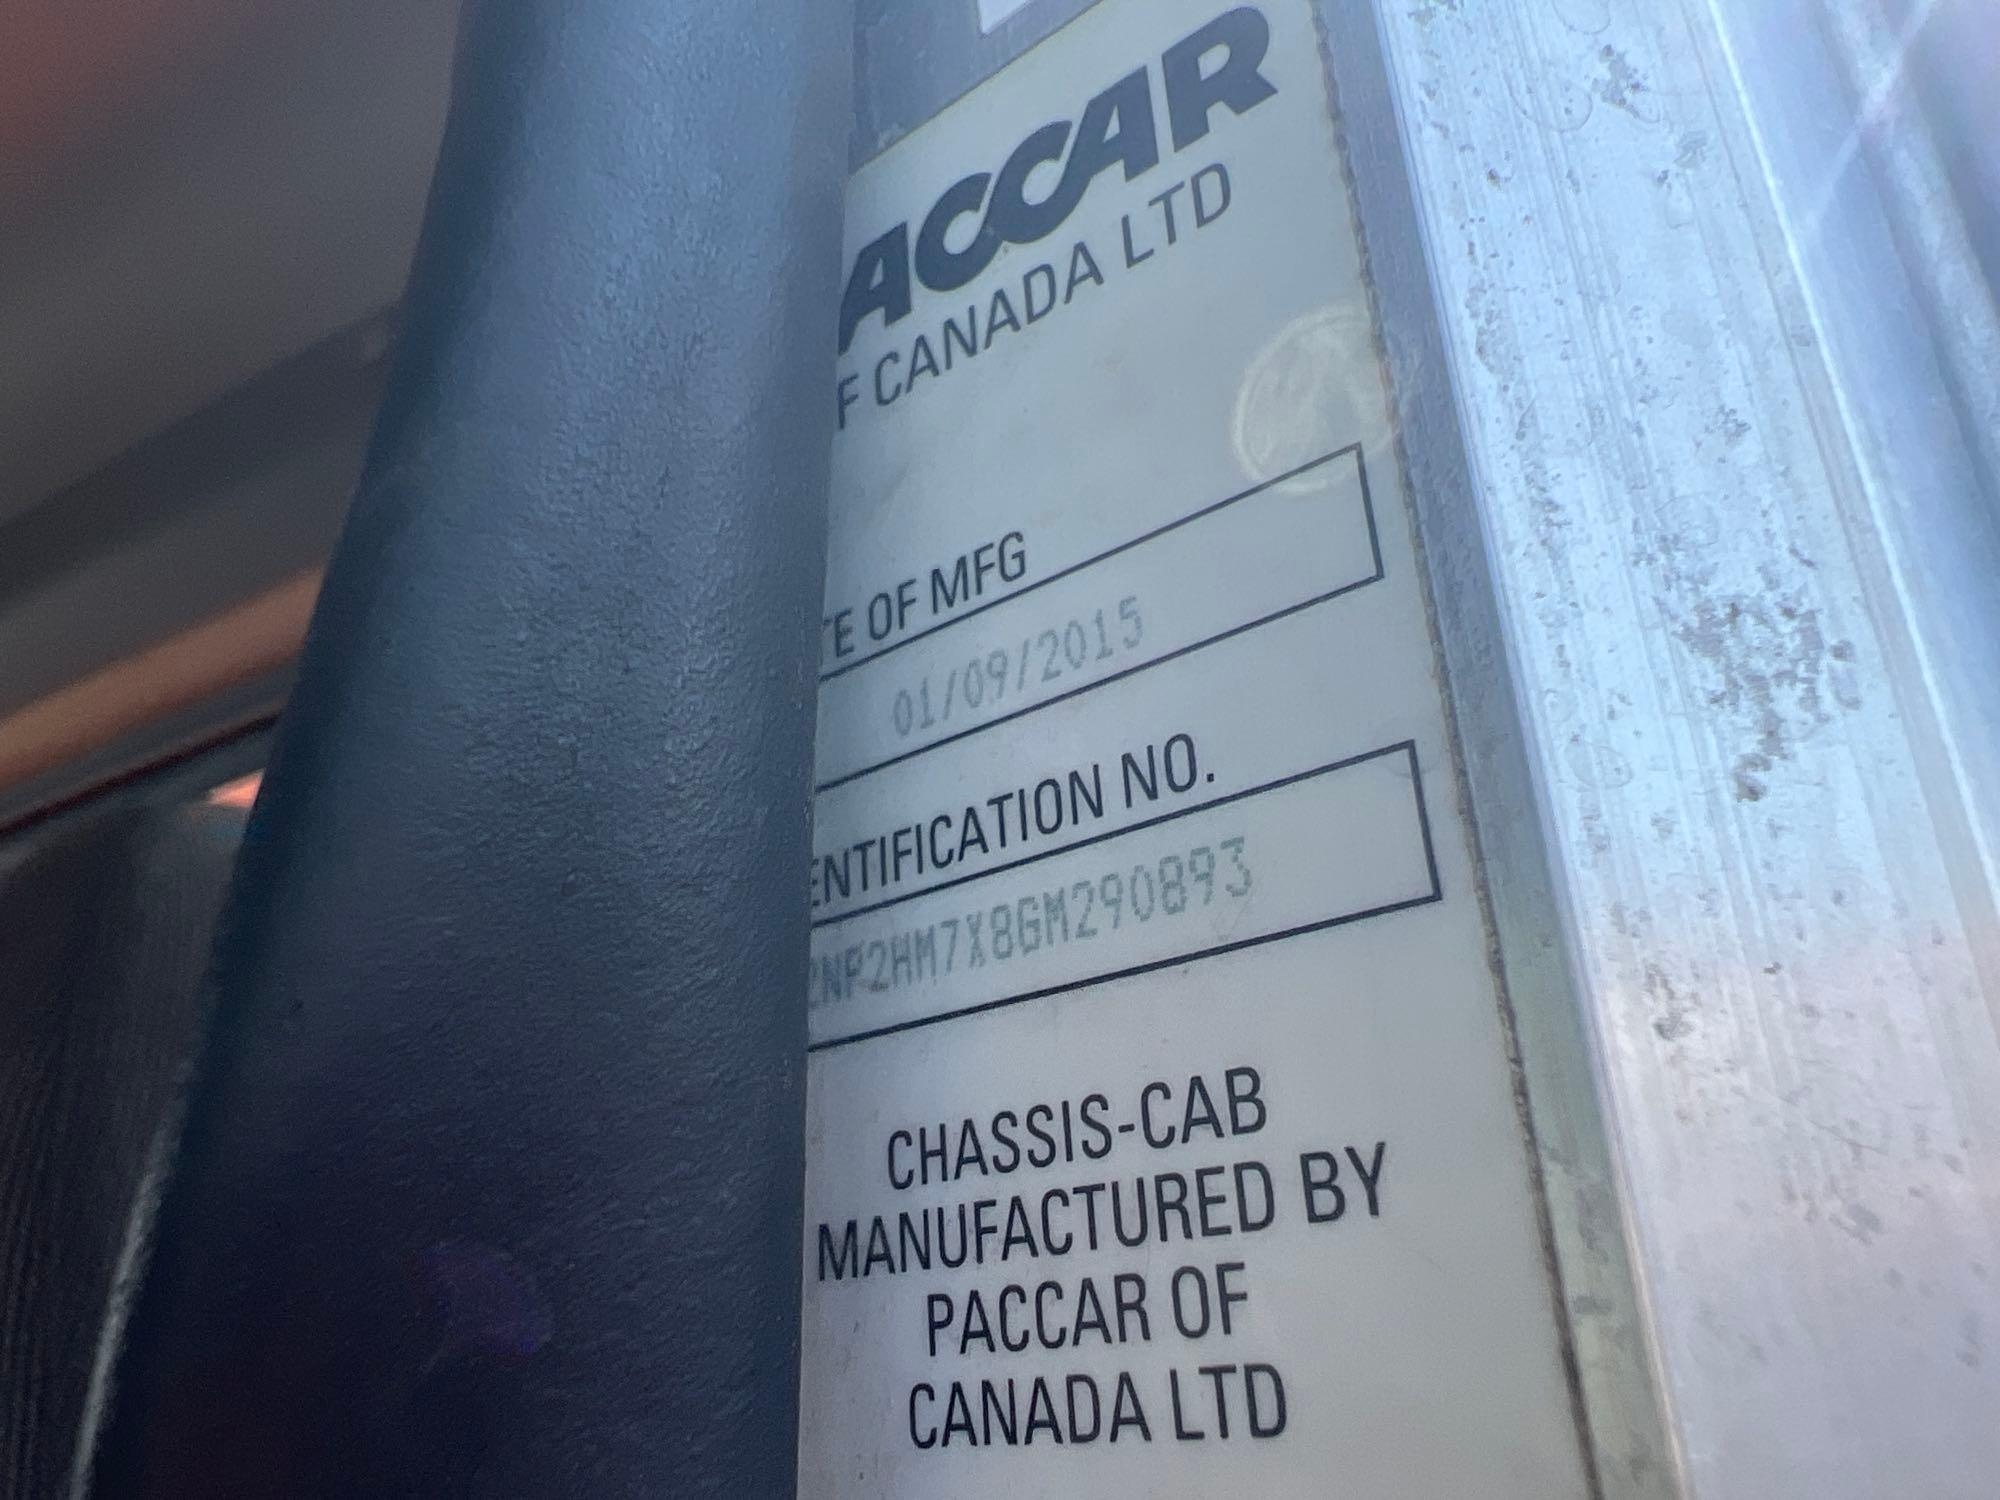 ACCAR
F CANADA LTD
TE OF MFG
01/09/2015
ENTIFICATION NO.
2NP2HM7X8GM290893
CHASSIS-CAB
MANUFACTURED BY
PACCAR OF
CANADA LTD